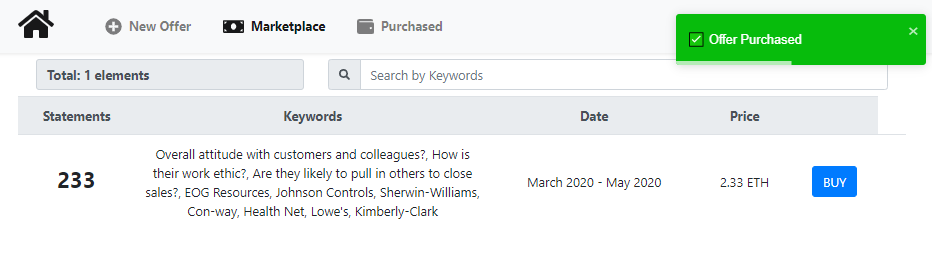 New Offer Marketplace Purchased
Offer Purchased ×
Total: 1 elements
Search by Keywords
Statements Keywords Date Price
Overall attitude with customers and colleagues?, How is
their work ethic?, Are they likely to pull in others to close
sales?, EOG Resources, Johnson Controls, Sherwin-Williams,
Con-way, Health Net, Lowe's, Kimberly-Clark
233
March 2020 - May 2020
2.33 ETH
BUY